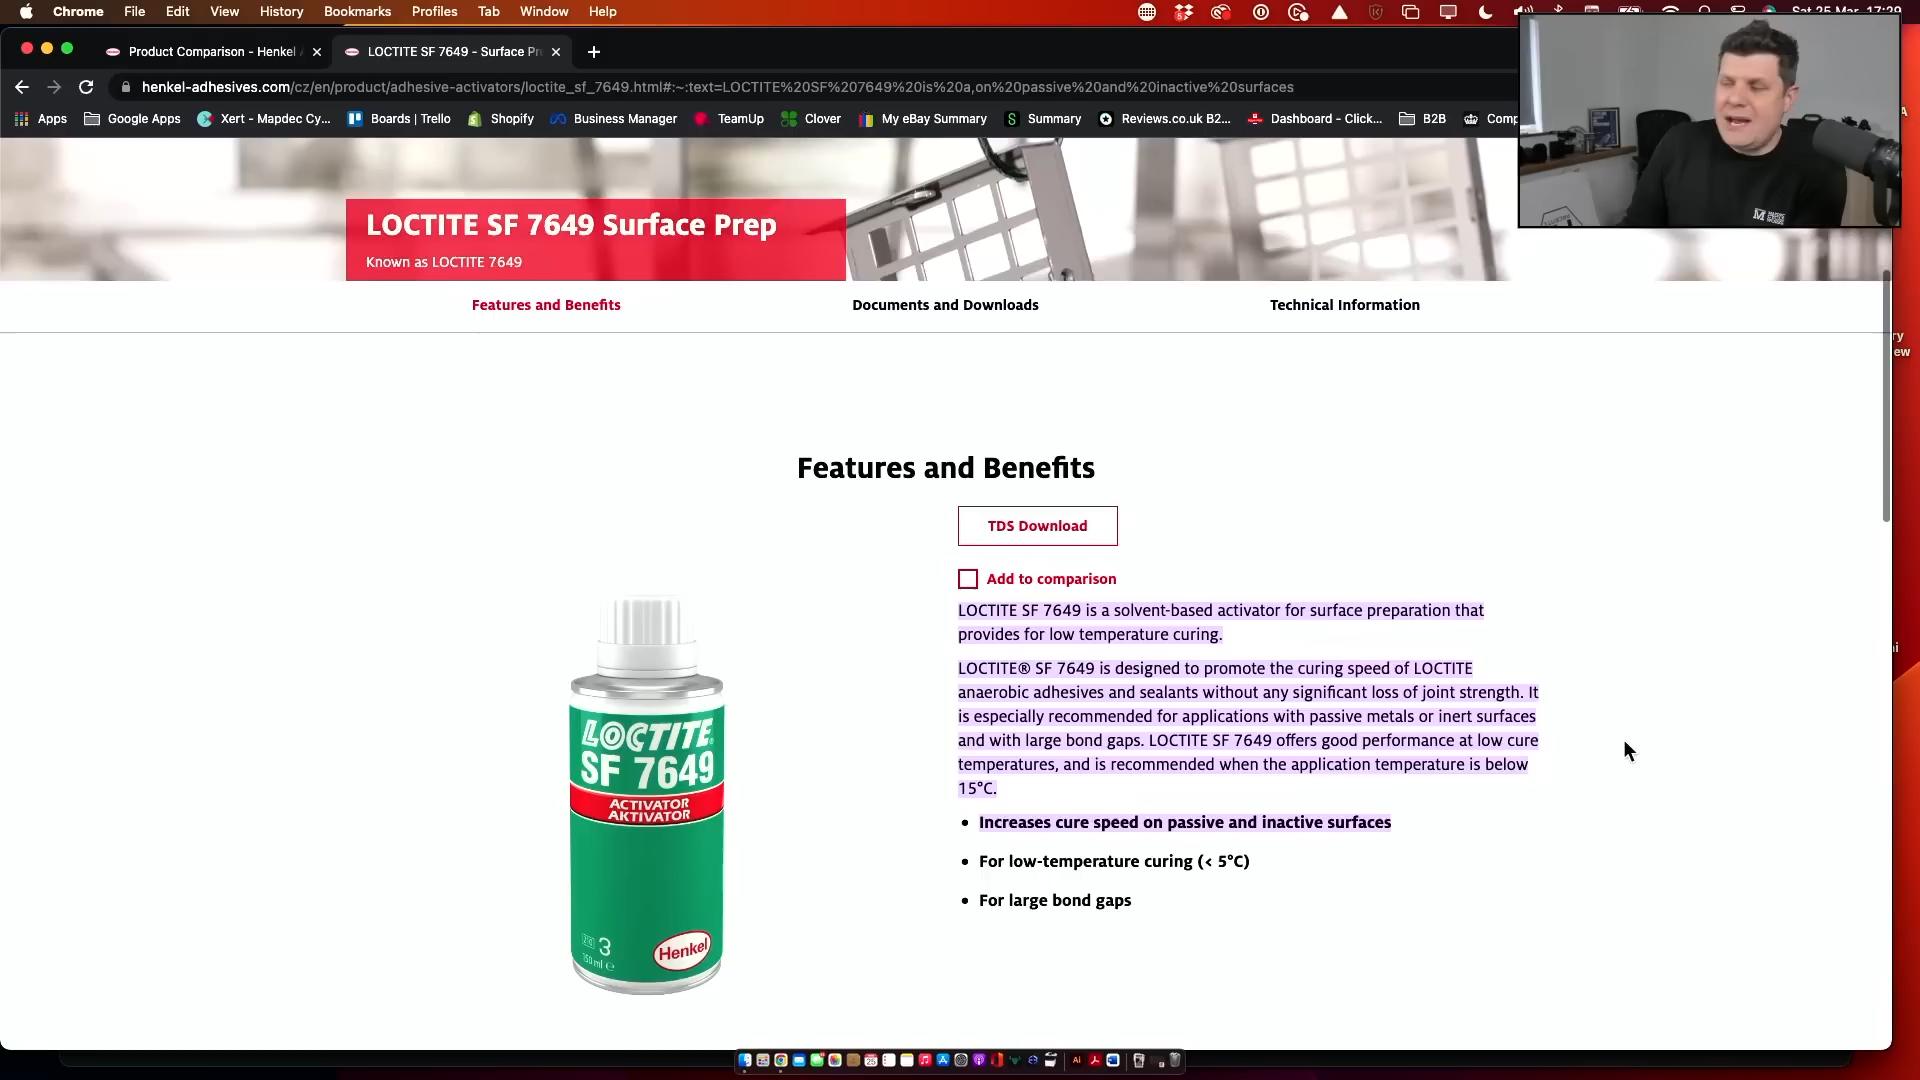 Chrome File Edit View History Bookmarks Profiles Tab Window Help
Sat 25 Mar 17:29
Product Comparison - Henkel
LOCTITE SF 7649 - Surface Pr
henkel-adhesives.com/cz/en/product/adhesive-activators/loctite_sf_7649.html#:~:text=LOCTITE%20SF%207649%20is%20a,on%20passive%20and%20inactive%20surfaces
Apps Google Apps Xert - Mapdec Cy... Boards | Trello Shopify Business Manager TeamUp Clover My eBay Summary Summary Reviews.co.uk B2... Dashboard - Click... B2B Comp
LOCTITE SF 7649 Surface Prep
Known as LOCTITE 7649
Features and Benefits
Documents and Downloads
Technical Information
Features and Benefits
TDS Download
Add to comparison
LOCTITE SF 7649 is a solvent-based activator for surface preparation that
provides for low temperature curing.
LOCTITE® SF 7649 is designed to promote the curing speed of LOCTITE
anaerobic adhesives and sealants without any significant loss of joint strength. It
is especially recommended for applications with passive metals or inert surfaces
and with large bond gaps. LOCTITE SF 7649 offers good performance at low cure
temperatures, and is recommended when the application temperature is below
15°C.
• Increases cure speed on passive and inactive surfaces
• For low-temperature curing (< 5°C)
• For large bond gaps
LOCTITE
SF 7649
ACTIVATOR
AKTIVATOR
3
150 ml e
Henkel